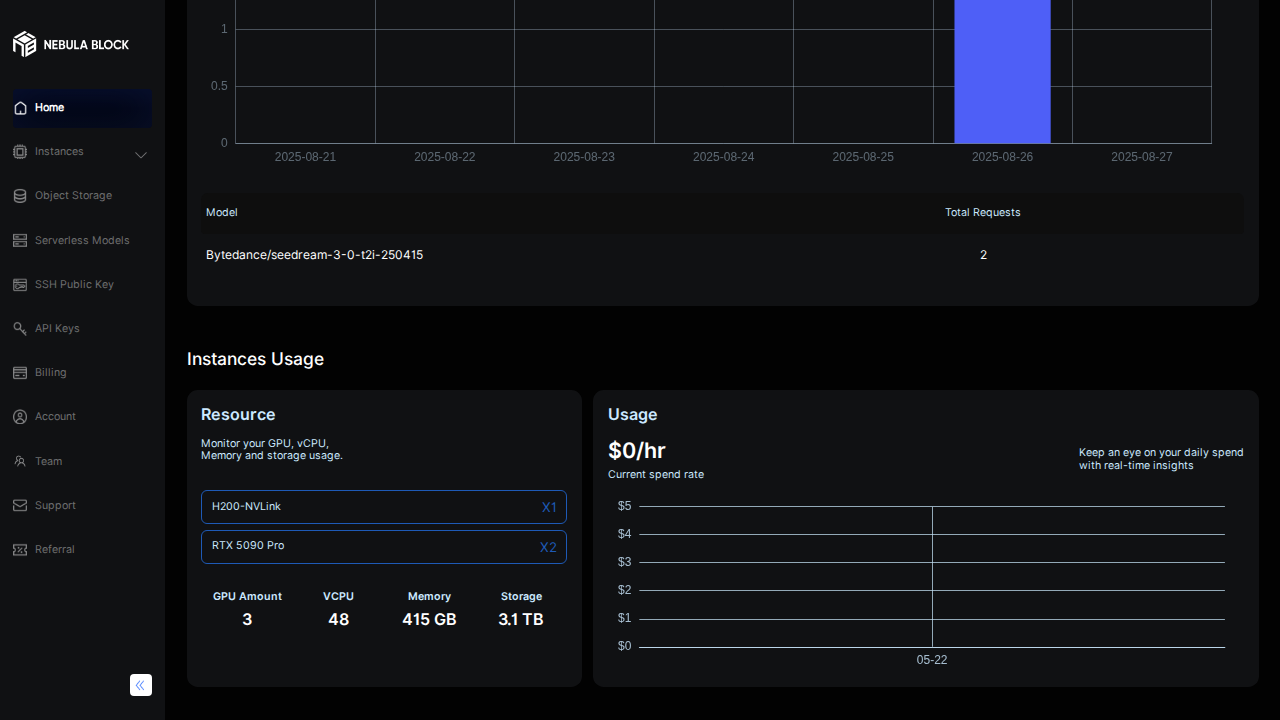 NEBULA BLOCK
Home
Instances
Object Storage
Serverless Models
SSH Public Key
API Keys
Billing
Account
Team
Support
Referral
1
0.5
0
2025-08-21
2025-08-22
2025-08-23
2025-08-24
2025-08-25
2025-08-26
2025-08-27
Model
Total Requests
Bytedance/seedream-3-0-t2i-250415
2
Instances Usage
Resource
Monitor your GPU, vCPU,
Memory and storage usage.
H200-NVLink
X1
RTX 5090 Pro
X2
GPU Amount
VCPU
Memory
Storage
3
48
415 GB
3.1 TB
Usage
$0/hr
Current spend rate
Keep an eye on your daily spend
with real-time insights
$5
$4
$3
$2
$1
$0
05-22